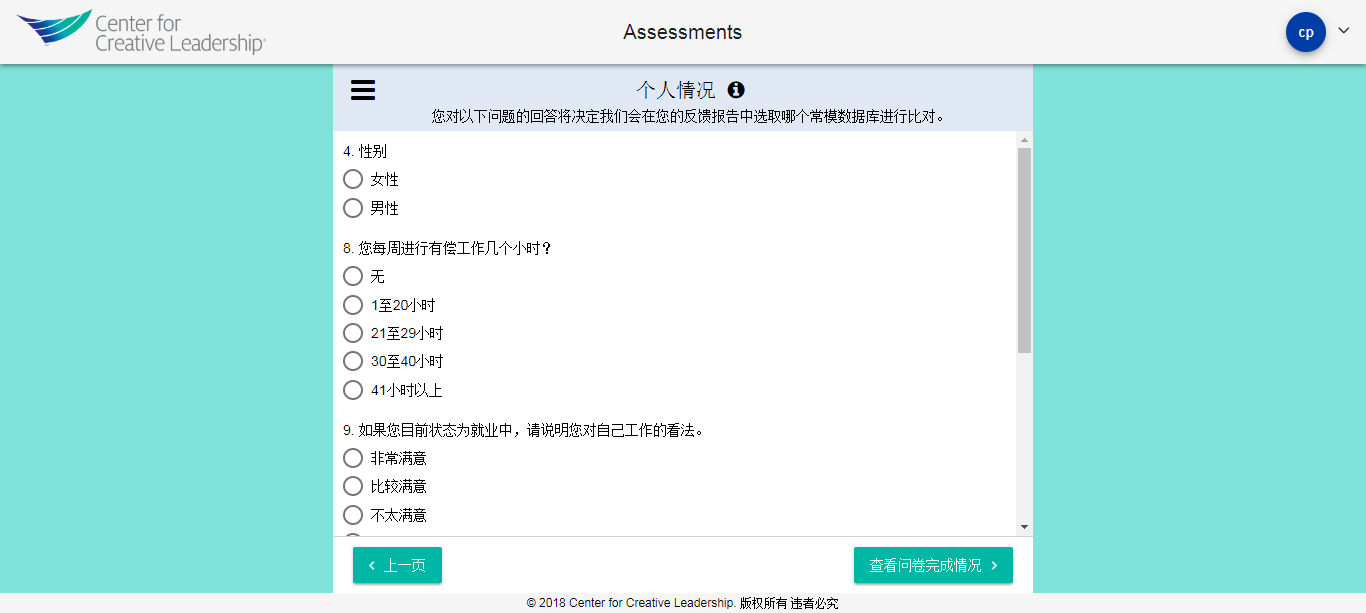 Center for
Creative Leadership®
Assessments
cp
个人情况
您对以下问题的回答将决定我们会在您的反馈报告中选取哪个常模数据库进行比对。
4. 性别
女性
男性
8. 您每周进行有偿工作几个小时？
无
1至20小时
21至29小时
30至40小时
41小时以上
9. 如果您目前状态为就业中，请说明您对自己工作的看法。
非常满意
比较满意
不太满意
上一页
查看问卷完成情况
© 2018 Center for Creative Leadership. 版权所有 违者必究